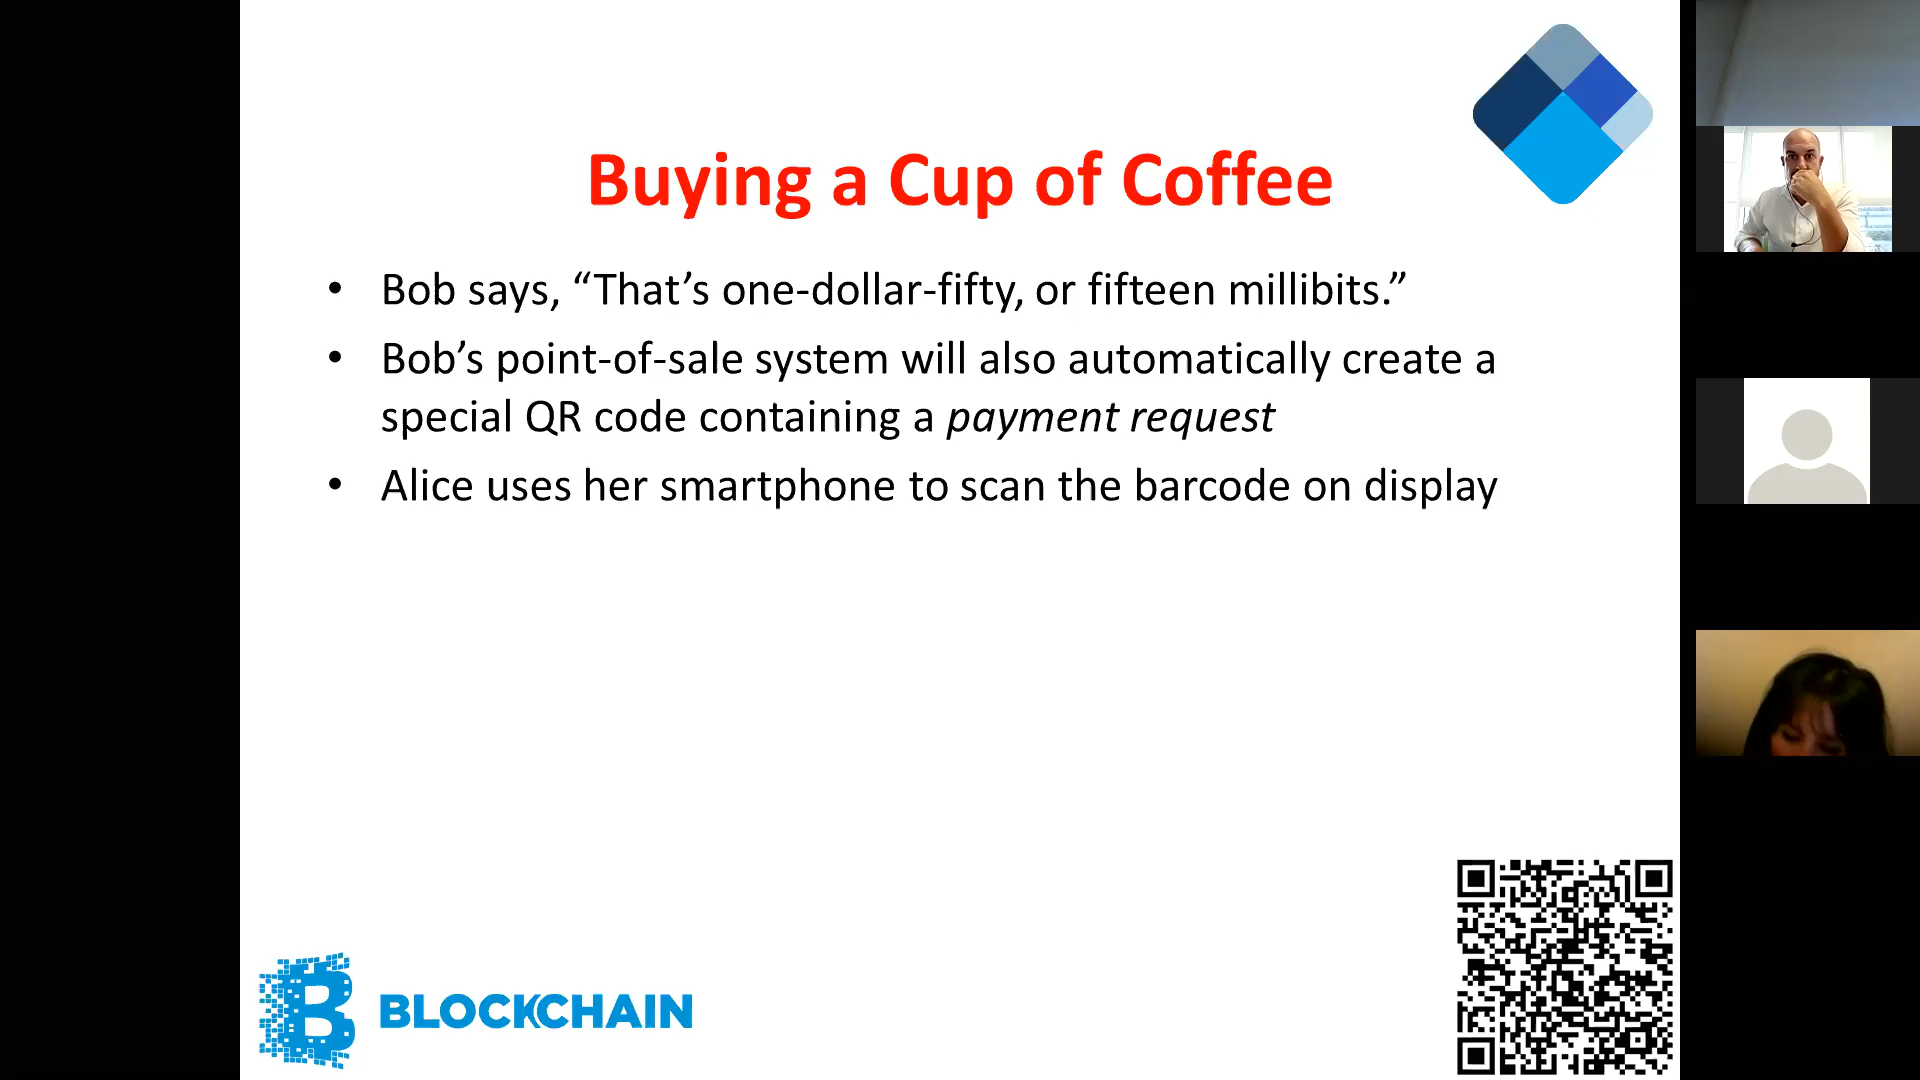 Buying a Cup of Coffee
• Bob says, “That’s one-dollar-fifty, or fifteen millibits.”
• Bob’s point-of-sale system will also automatically create a
special QR code containing a payment request
• Alice uses her smartphone to scan the barcode on display
BLOCKCHAIN